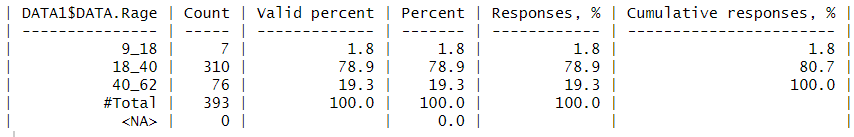 | DATA1$DATA.Rage | Count | Valid percent | Percent | Responses, % | Cumulative responses, % |
| --------------- | ----- | ------------- | ------- | ------------ | ----------------------- |
| 9_18 | 7 | 1.8 | 1.8 | 1.8 | 1.8 |
| 18_40 | 310 | 78.9 | 78.9 | 78.9 | 80.7 |
| 40_62 | 76 | 19.3 | 19.3 | 19.3 | 100.0 |
| #Total | 393 | 100.0 | 100.0 | 100.0 | |
| <NA> | 0 | | 0.0 | | |